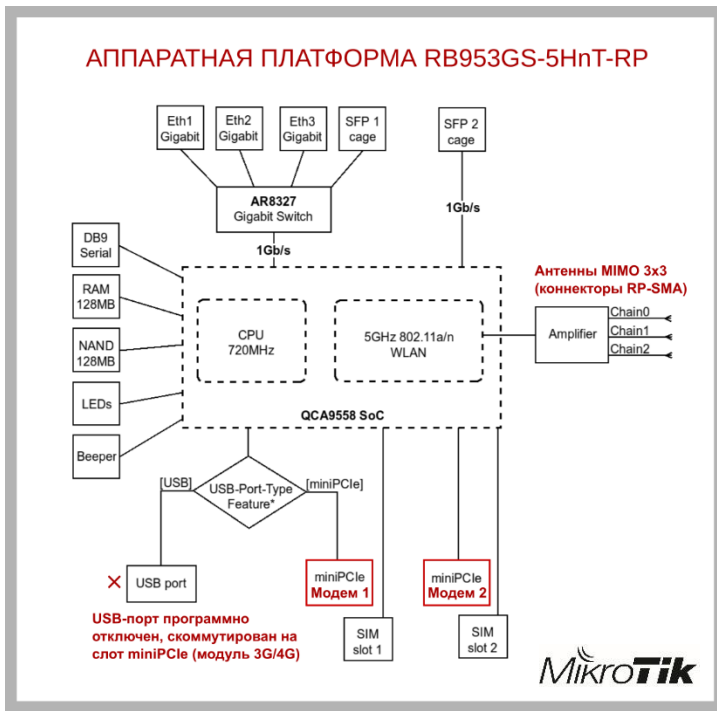 АППАРАТНАЯ ПЛАТФОРМА RB953GS-5HnT-RP
Eth1
Gigabit
Eth2
Gigabit
Eth3
Gigabit
SFP 1
cage
SFP 2
cage
AR8327
Gigabit Switch
1Gb/s
1Gb/s
DB9
Serial
RAM
128MB
NAND
128MB
LEDs
Beeper
CPU
720MHz
5GHz 802.11a/n
WLAN
QCA9558 SoC
Антенны MIMO 3x3
(коннекторы RP-SMA)
Amplifier
Chain0
Chain1
Chain2
[USB]
USB-Port-Type
Feature*
[miniPCIe]
USB port
miniPCIe
Модем 1
miniPCIe
Модем 2
USB-порт программно
отключен, скоммутирован на
слот miniPCIe (модуль 3G/4G)
SIM
slot 1
SIM
slot 2
MikroTik